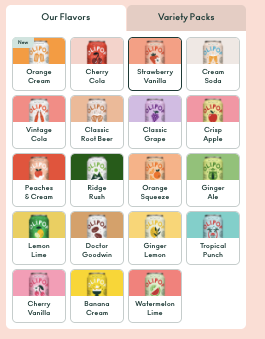 Our Flavors
Variety Packs
New
Orange
Cream
Cherry
Cola
Strawberry
Vanilla
Cream
Soda
Vintage
Cola
Classic
Root Beer
Classic
Grape
Crisp
Apple
Peaches
& Cream
Ridge
Rush
Orange
Squeeze
Ginger
Ale
Lemon
Lime
Doctor
Goodwin
Ginger
Lemon
Tropical
Punch
Cherry
Vanilla
Banana
Cream
Watermelon
Lime